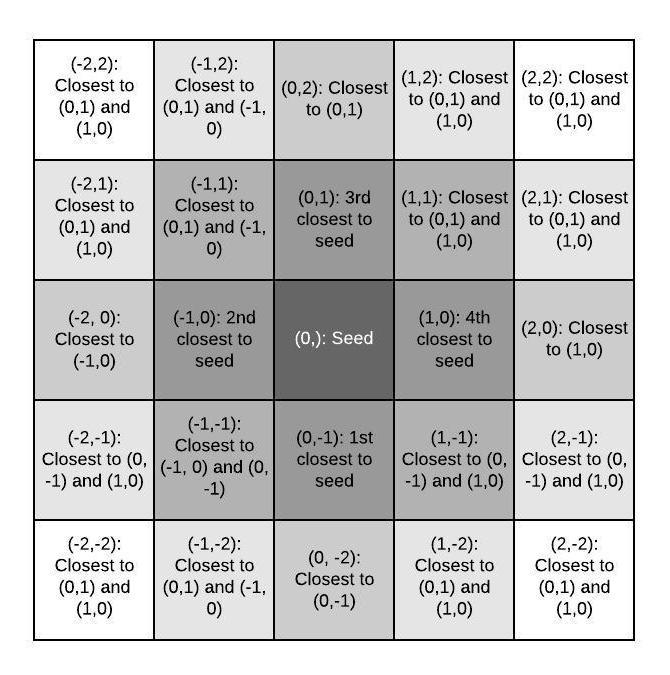 (-2,2):
Closest to
(0,1) and
(1,0)
(-1,2):
Closest to
(0,1) and (-1,
0)
(0,2): Closest
to (0,1)
(1,2): Closest
to (0,1) and
(1,0)
(2,2): Closest
to (0,1) and
(1,0)
(-2,1):
Closest to
(0,1) and
(1,0)
(-1,1):
Closest to
(0,1) and (-1,
0)
(0,1): 3rd
closest to
seed
(1,1): Closest
to (0,1) and
(1,0)
(2,1): Closest
to (0,1) and
(1,0)
(-2, 0):
Closest to
(-1,0)
(-1,0): 2nd
closest to
seed
(0,): Seed
(1,0): 4th
closest to
seed
(2,0): Closest
to (1,0)
(-2,-1):
Closest to (0,
-1) and (1,0)
(-1,-1):
Closest to
(-1, 0) and (0,
-1)
(0,-1): 1st
closest to
seed
(1,-1):
Closest to (0,
-1) and (1,0)
(2,-1):
Closest to (0,
-1) and (1,0)
(-2,-2):
Closest to
(0,1) and
(1,0)
(-1,-2):
Closest to
(0,1) and (-1,
0)
(0, -2):
Closest to
(0,-1)
(1,-2):
Closest to
(0,1) and
(1,0)
(2,-2):
Closest to
(0,1) and
(1,0)